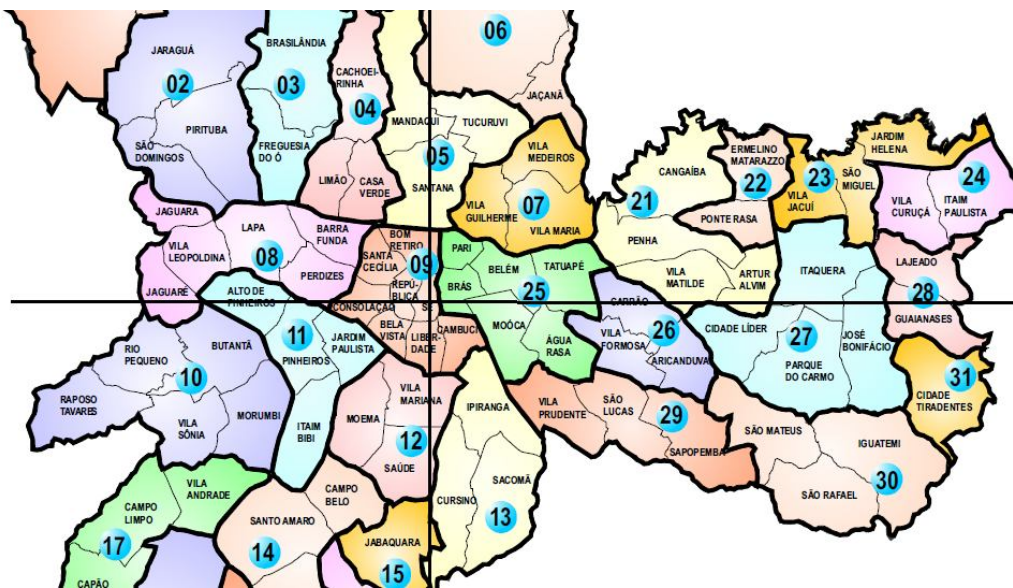 06
JARAGUÁ
BRASILÂNDIA
02
03
CACHOEI-
RINHA
04
JAÇANÃ
MANDAQUI
TUCURUVI
PIRITUBA
SÃO
DOMINGOS
FREGUESIA
DO Ó
05
VILA
MEDEIROS
ERMELINO
MATARAZZO
JARDIM
HELENA
LIMÃO
CASA
VERDE
SANTANA
CANGAÍBA
22
23
SÃO
MIGUEL
24
VILA
GUILHERME
07
21
VILA
JACUÍ
VILA
CURUÇÁ
ITAIM
PAULISTA
JAGUARA
VILA MARIA
PONTE RASA
LAPA
BARRA
FUNDA
BOM
RETIRO
VILA
LEOPOLDINA
08
SANTA
CECÍLIA
09
PARI
BELÉM
TATUAPÉ
PENHA
ITAQUERA
LAJEADO
PERDIZES
REPÚ-
BLICA
BRÁS
25
VILA
MATILDE
ARTUR
ALVIM
28
JAGUARÉ
ALTO DE
PINHEIROS
CONSOLAÇÃO
SÉ
CARRÃO
GUAIANASES
11
BELA
VISTA
LIBER-
DADE
CAMBUCI
MOÓCA
ÁGUA
RASA
VILA
FORMOSA
26
CIDADE LÍDER
27
JOSÉ
BONIFÁCIO
RIO
PEQUENO
BUTANTÃ
PINHEIROS
JARDIM
PAULISTA
ARICANDUVA
PARQUE
DO CARMO
10
31
RAPOSO
TAVARES
VILA
MARIANA
CIDADE
TIRADENTES
MORUMBI
VILA
SÔNIA
ITAIM
BIBI
MOEMA
IPIRANGA
VILA
PRUDENTE
SÃO
LUCAS
29
SÃO MATEUS
IGUATEMI
12
SAÚDE
SAPOPEMBA
VILA
ANDRADE
CAMPO
BELO
CURSINO
SACOMÃ
SÃO RAFAEL
30
CAMPO
LIMPO
SANTO AMARO
13
17
14
JABAQUARA
15
CAPÃO